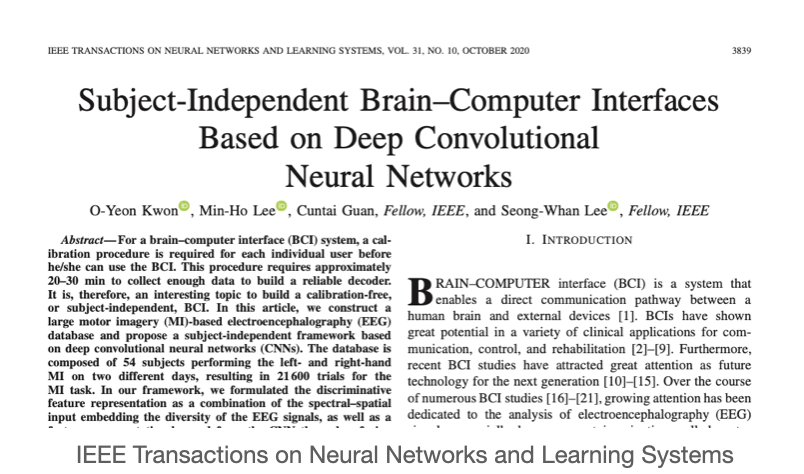 IEEE TRANSACTIONS ON NEURAL NETWORKS AND LEARNING SYSTEMS, VOL. 31, NO. 10, OCTOBER 2020 3839
Subject-Independent Brain–Computer Interfaces
Based on Deep Convolutional
Neural Networks
O-Yeon Kwon, Min-Ho Lee, Cuntai Guan, Fellow, IEEE, and Seong-Whan Lee, Fellow, IEEE
Abstract—For a brain–computer interface (BCI) system, a cal-
ibration procedure is required for each individual user before
he/she can use the BCI. This procedure requires approximately
20–30 min to collect enough data to build a reliable decoder.
It is, therefore, an interesting topic to build a calibration-free,
or subject-independent, BCI. In this article, we construct a
large motor imagery (MI)-based electroencephalography (EEG)
database and propose a subject-independent framework based
on deep convolutional neural networks (CNNs). The database is
composed of 54 subjects performing the left- and right-hand
MI on two different days, resulting in 21 600 trials for the
MI task. In our framework, we formulated the discriminative
feature representation as a combination of the spectral–spatial
input embedding the diversity of the EEG signals, as well as a
I. INTRODUCTION
BRAIN–COMPUTER interface (BCI) is a system that
enables a direct communication pathway between a
human brain and external devices [1]. BCIs have shown
great potential in a variety of clinical applications for com-
munication, control, and rehabilitation [2]–[9]. Furthermore,
recent BCI studies have attracted great attention as future
technology for the next generation [10]–[15]. Over the course
of numerous BCI studies [16]–[21], growing attention has been
dedicated to the analysis of electroencephalography (EEG)
IEEE Transactions on Neural Networks and Learning Systems